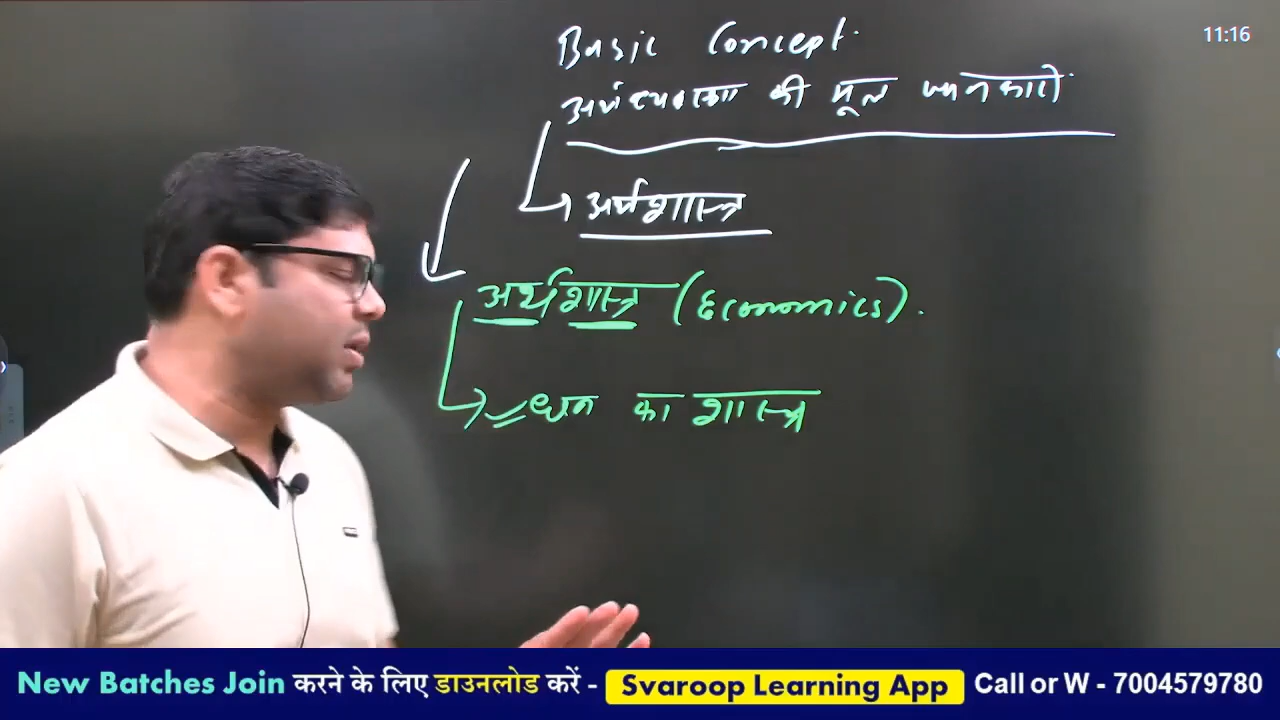 Basic Concept
11:16
अर्थव्यवस्था की मूल जानकारी
अर्थशास्त्र
अर्थशास्त्र (Economics).
धन का शास्त्र
New Batches Join करने के लिए डाउनलोड करें - Svaroop Learning App Call or W - 7004579780